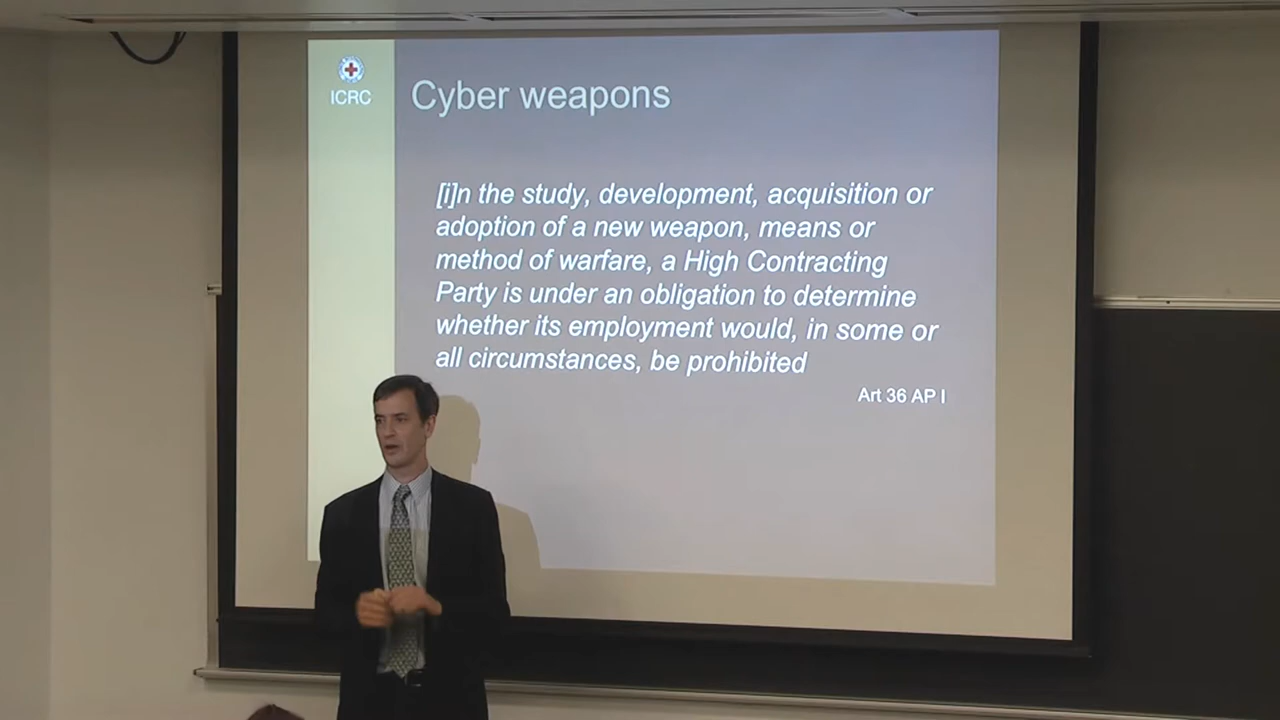 ICRC
Cyber weapons
[i]n the study, development, acquisition or
adoption of a new weapon, means or
method of warfare, a High Contracting
Party is under an obligation to determine
whether its employment would, in some or
all circumstances, be prohibited
Art 36 AP I